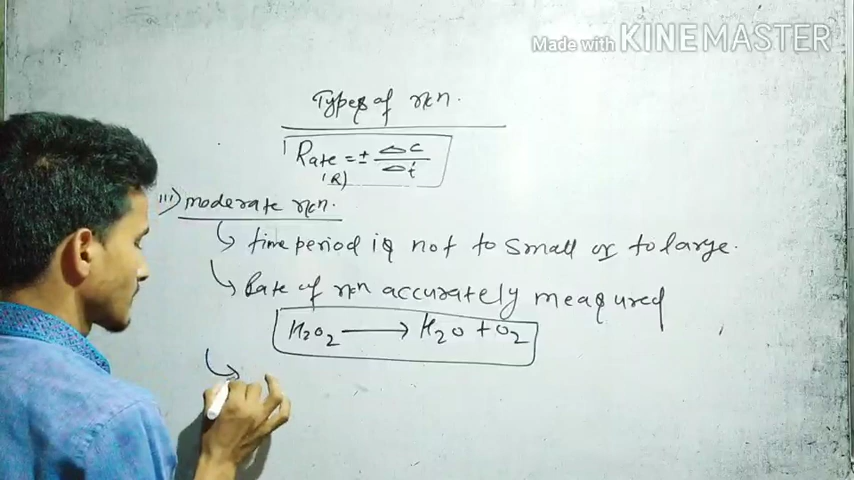 Made with KINEMASTER
Types of rxn.
Rate = ± Δc/Δt
(R)
III) moderate rxn.
time period is not to small or to large.
Rate of rxn accurately measured
H2O2 → H2O + O2